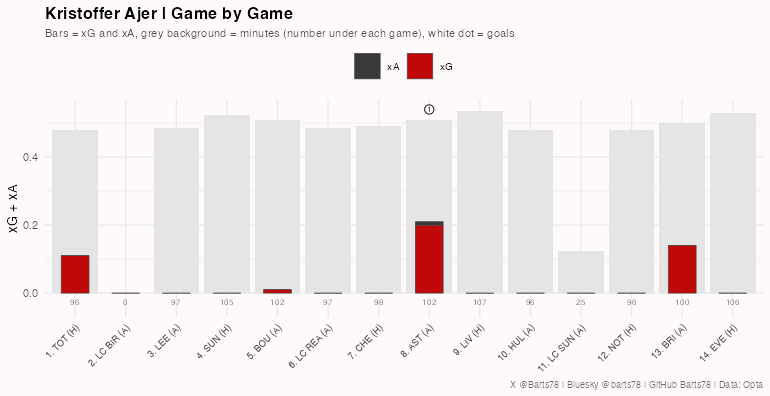 Kristoffer Ajer | Game by Game
Bars = xG and xA, grey background = minutes (number under each game), white dot = goals
xA xG
xG + xA
0.4
0.2
0.0
1
96 0 97 105 102 97 98 102 107 96 25 96 100 106
1. TOT (H)
2. LC BIR (A)
3. LEE (A)
4. SUN (H)
5. BOU (A)
6. LC REA (A)
7. CHE (H)
8. AST (A)
9. LIV (H)
10. HUL (A)
11. LC SUN (A)
12. NOT (H)
13. BRI (A)
14. EVE (H)
X @Barts78 | Bluesky @barts78 | GitHub Barts78 | Data: Opta